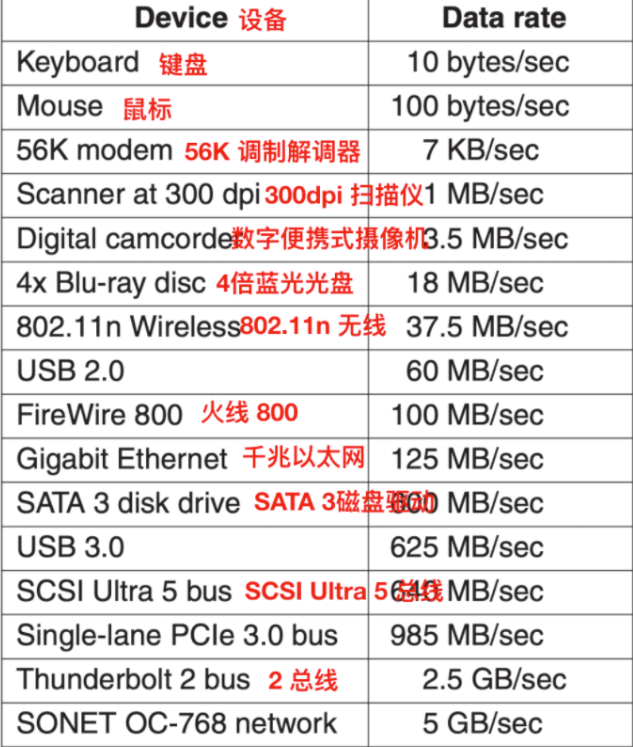 Device 设备 Data rate
Keyboard 键盘 10 bytes/sec
Mouse 鼠标 100 bytes/sec
56K modem 56K 调制解调器 7 KB/sec
Scanner at 300 dpi 300dpi 扫描仪 1 MB/sec
Digital camcorder 数字便携式摄像机 3.5 MB/sec
4x Blu-ray disc 4倍蓝光光盘 18 MB/sec
802.11n Wireless 802.11n 无线 37.5 MB/sec
USB 2.0 60 MB/sec
FireWire 800 火线 800 100 MB/sec
Gigabit Ethernet 千兆以太网 125 MB/sec
SATA 3 disk drive SATA 3磁盘驱动 600 MB/sec
USB 3.0 625 MB/sec
SCSI Ultra 5 bus SCSI Ultra 5 总线 640 MB/sec
Single-lane PCIe 3.0 bus 985 MB/sec
Thunderbolt 2 bus 2 总线 2.5 GB/sec
SONET OC-768 network 5 GB/sec